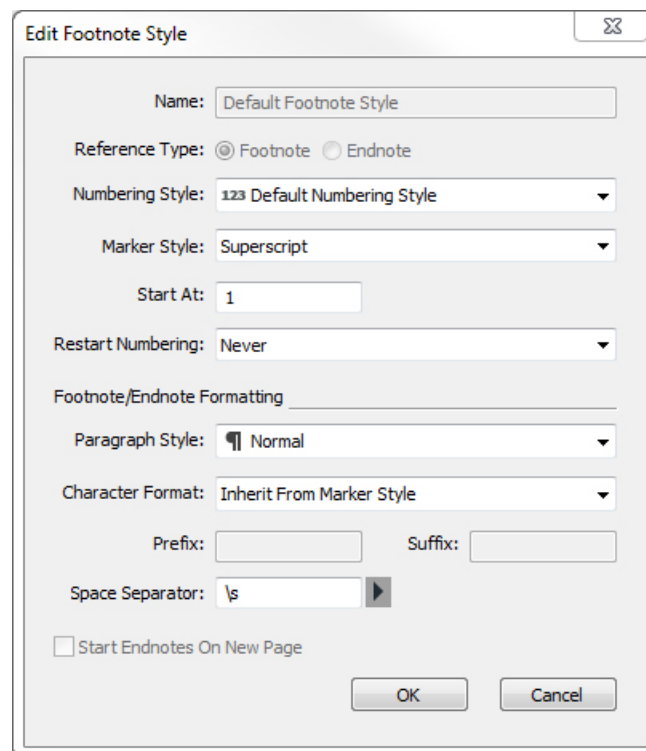 Edit Footnote Style
Name: Default Footnote Style
Reference Type: Footnote Endnote
Numbering Style: 123 Default Numbering Style
Marker Style: Superscript
Start At: 1
Restart Numbering: Never
Footnote/Endnote Formatting
Paragraph Style: ¶ Normal
Character Format: Inherit From Marker Style
Prefix: Suffix:
Space Separator: \s
Start Endnotes On New Page
OK Cancel